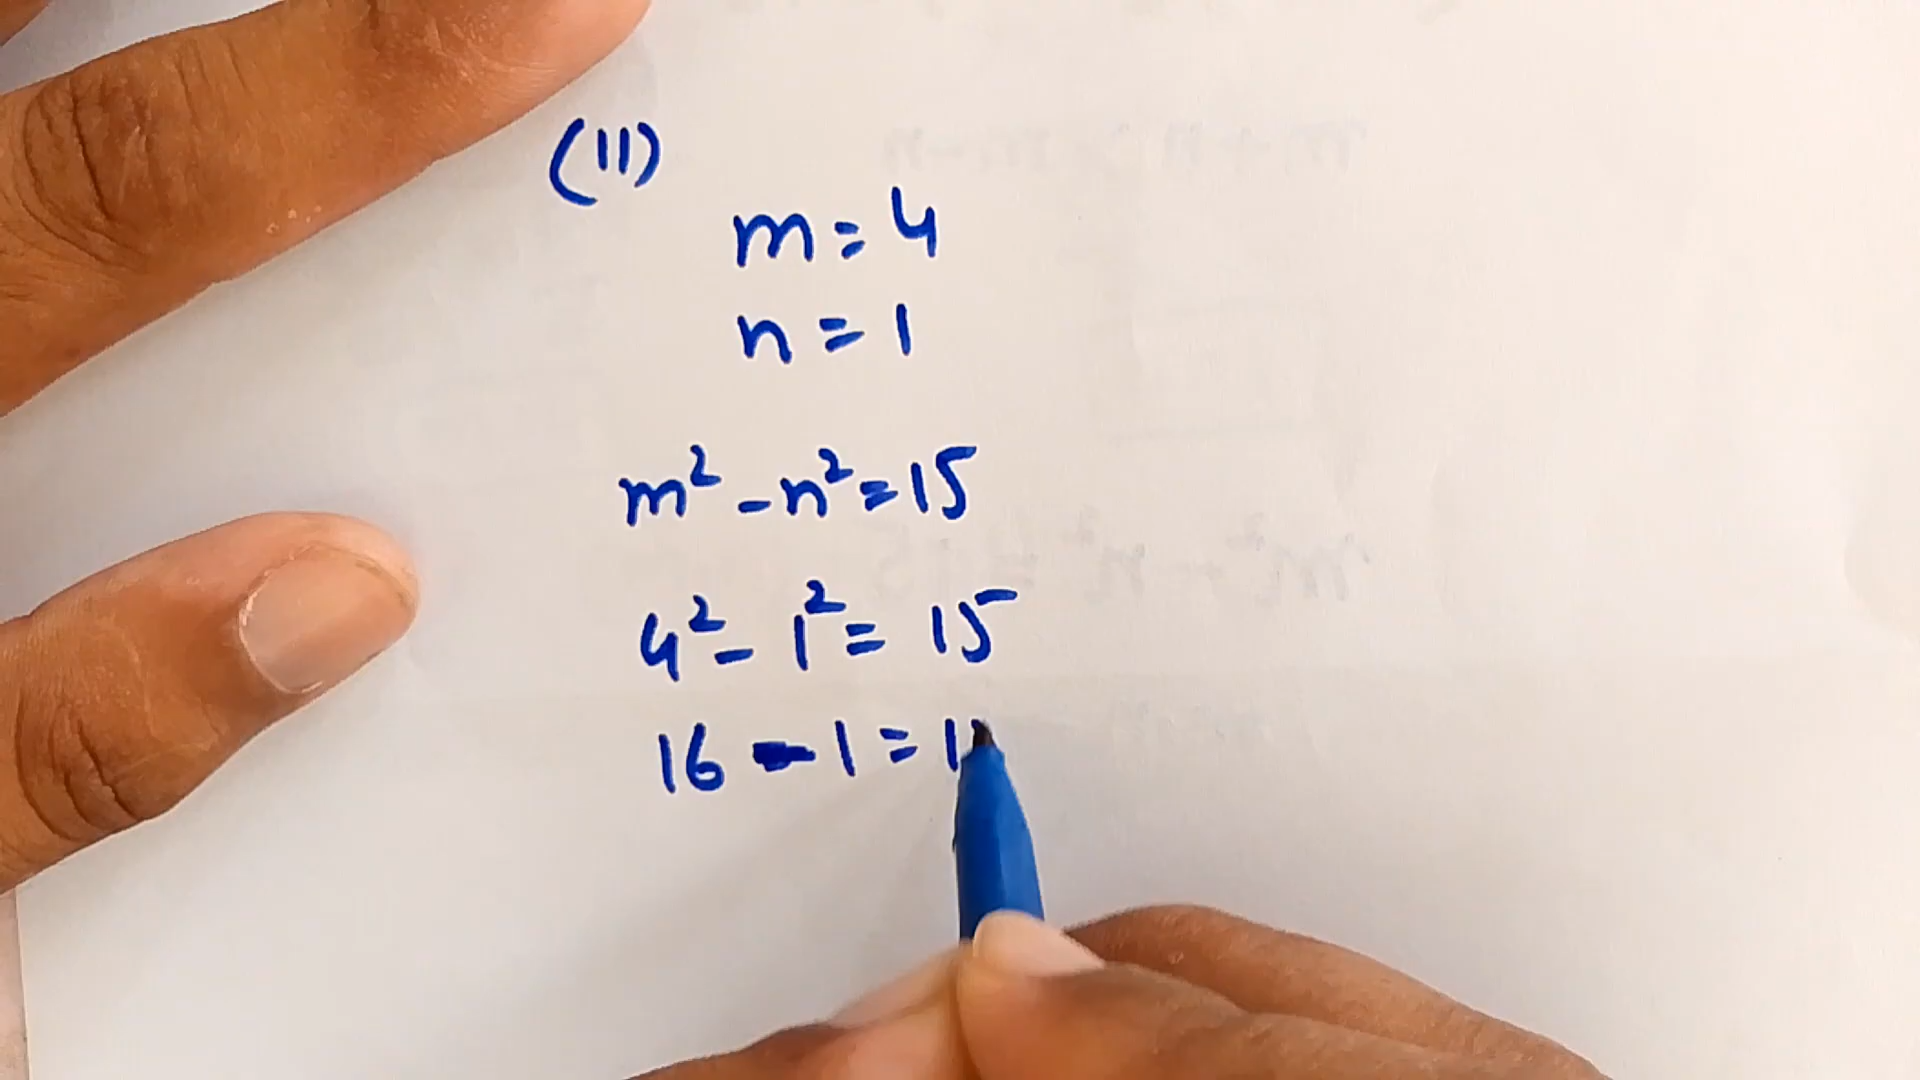 (11)
m = 4
n = 1
m² - n² = 15
4² - 1² = 15
16 - 1 = 1